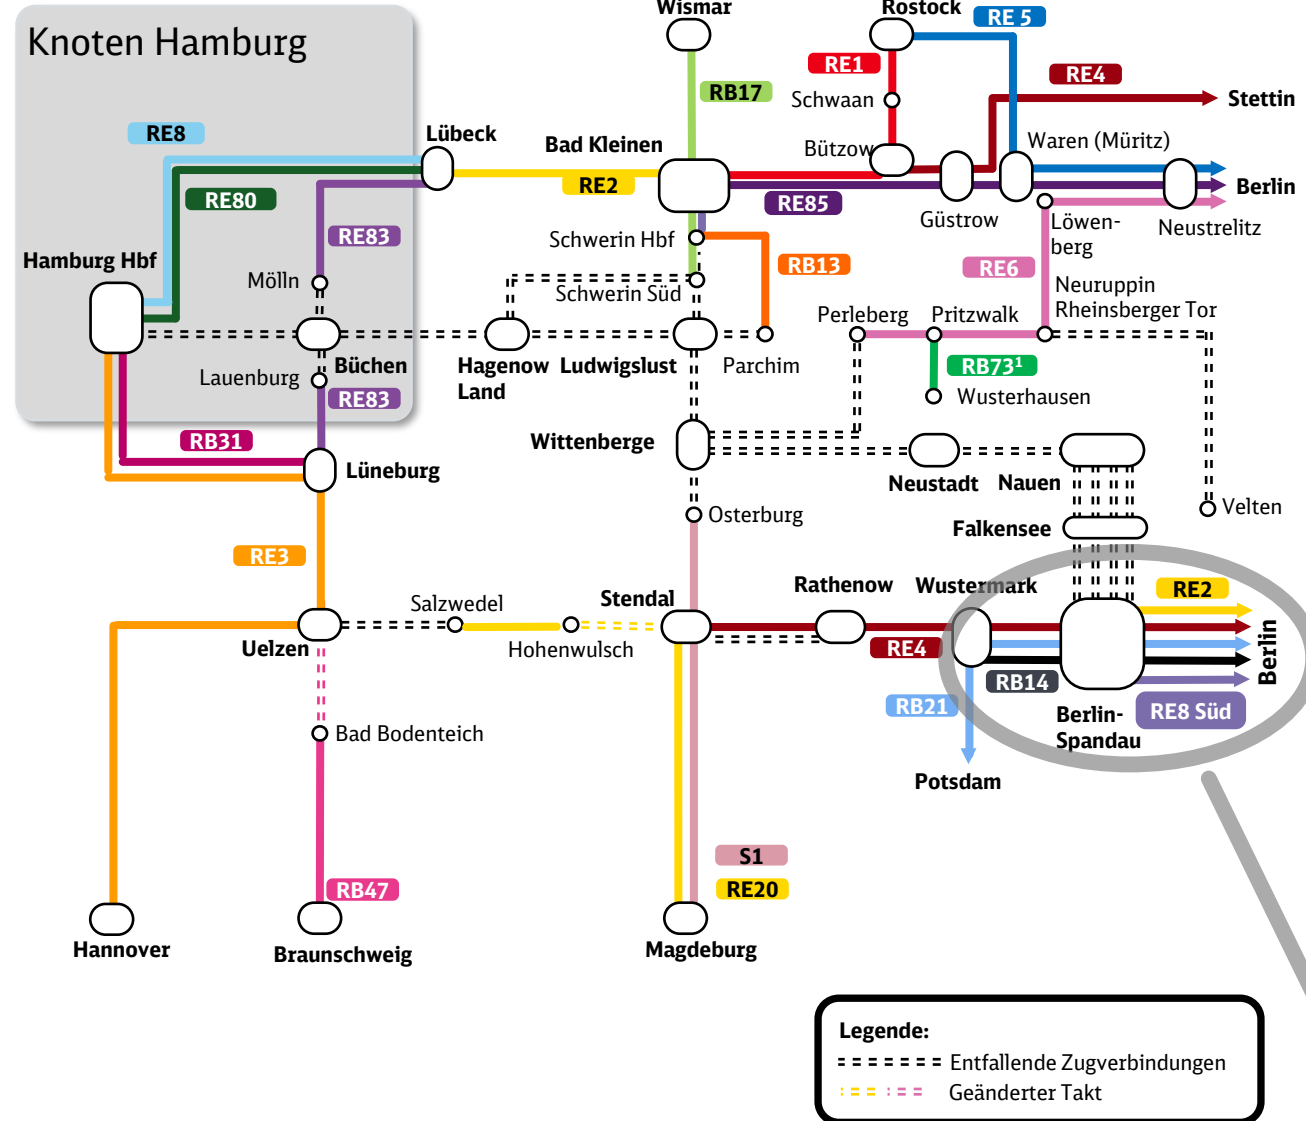 Knoten Hamburg
Wismar
Rostock
RE 5
RE1
RE4
RB17
Schwaan
Stettin
RE8
Lübeck
Bad Kleinen
Bützow
Waren (Müritz)
RE2
RE80
RE85
Berlin
Güstrow
Löwen-
berg
Neustrelitz
RE83
Schwerin Hbf
Hamburg Hbf
RB13
RE6
Mölln
Schwerin Süd
Neuruppin
Rheinsberger Tor
Perleberg
Pritzwalk
Büchen
Hagenow
Land
Ludwigslust
Parchim
RB73¹
Lauenburg
RE83
Wusterhausen
RB31
Wittenberge
Lüneburg
Neustadt
Nauen
Osterburg
Velten
Falkensee
RE3
Salzwedel
Stendal
Rathenow
Wustermark
RE2
Uelzen
Hohenwulsch
RE4
Berlin
RB14
RB21
RE8 Süd
Berlin-
Spandau
Bad Bodenteich
Potsdam
S1
RB47
RE20
Hannover
Braunschweig
Magdeburg
Legende:
Entfallende Zugverbindungen
Geänderter Takt